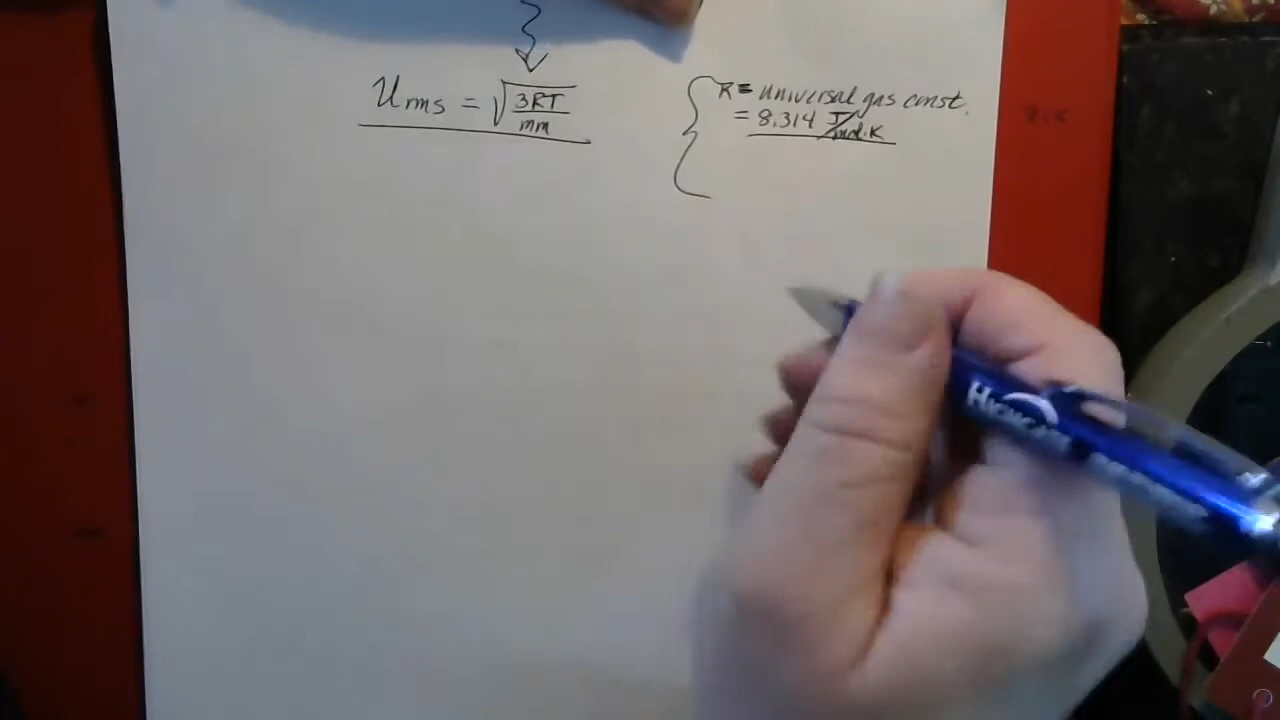 Urms = √3RT/mm
R = universal gas const.
= 8.314 J/mol·K